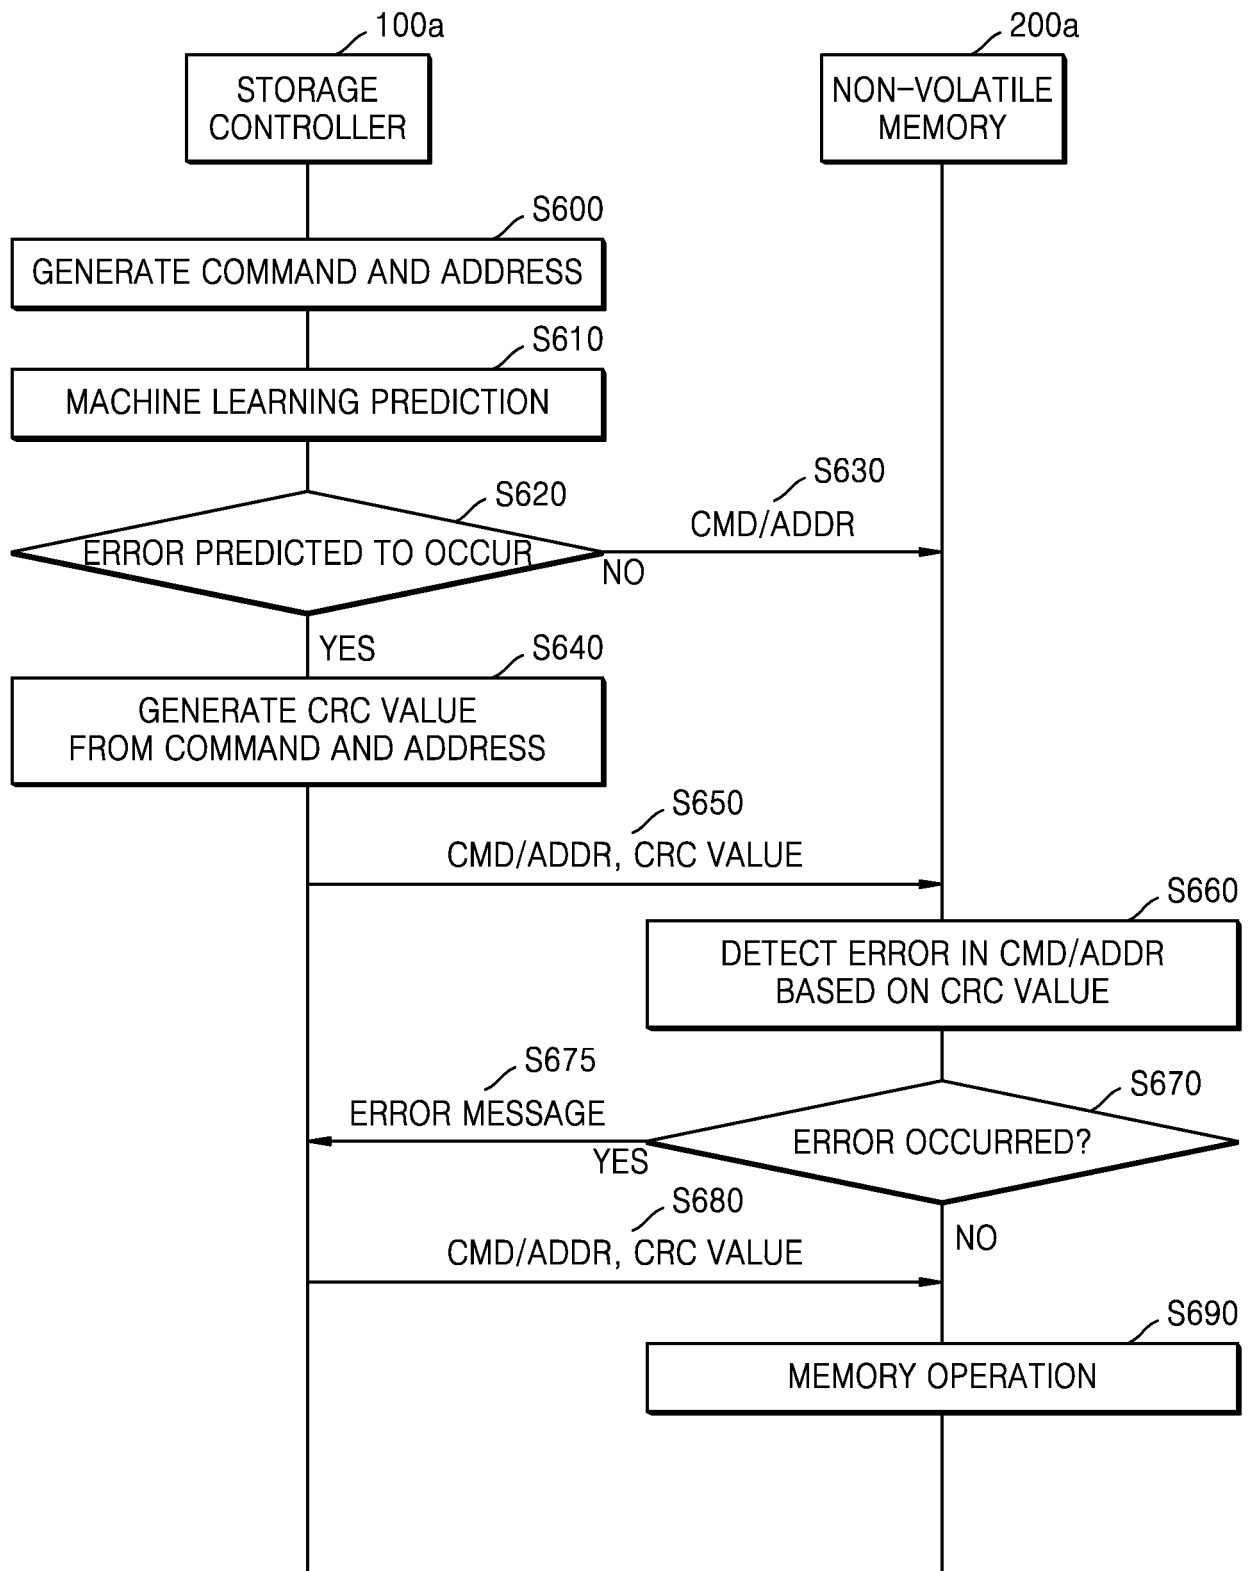 100a
200a
STORAGE
CONTROLLER
NON-VOLATILE
MEMORY
S600
GENERATE COMMAND AND ADDRESS
S610
MACHINE LEARNING PREDICTION
S620
ERROR PREDICTED TO OCCUR
S630
CMD/ADDR
NO
YES
S640
GENERATE CRC VALUE
FROM COMMAND AND ADDRESS
S650
CMD/ADDR, CRC VALUE
S660
DETECT ERROR IN CMD/ADDR
BASED ON CRC VALUE
S675
ERROR MESSAGE
YES
S670
ERROR OCCURRED?
S680
CMD/ADDR, CRC VALUE
NO
S690
MEMORY OPERATION